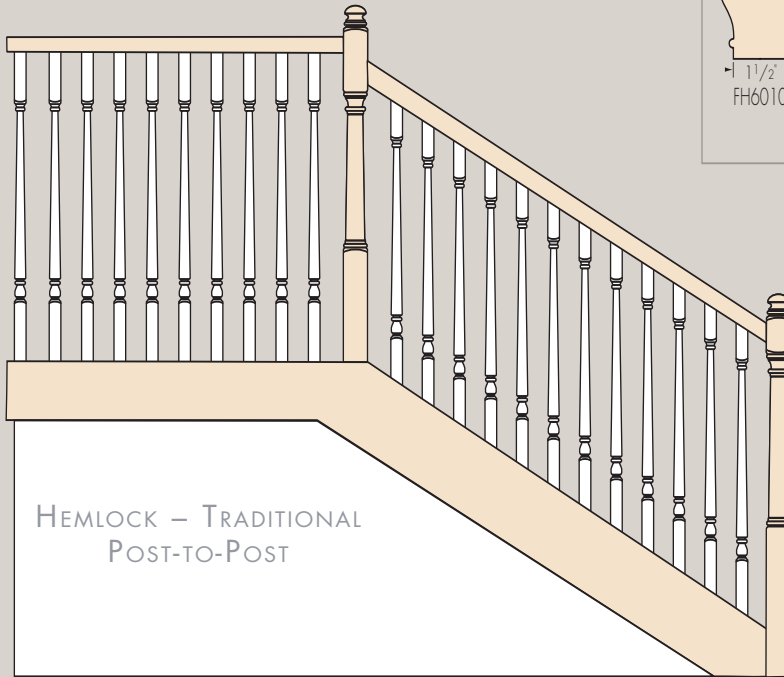 1 1/2"
FH6010
HEMLOCK – TRADITIONAL
POST-TO-POST